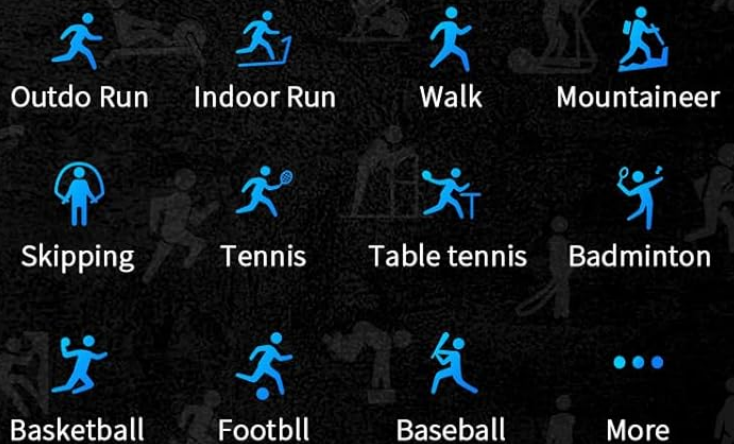 Outdo Run Indoor Run Walk Mountaineer
Skipping Tennis Table tennis Badminton
Basketball Footbll Baseball More